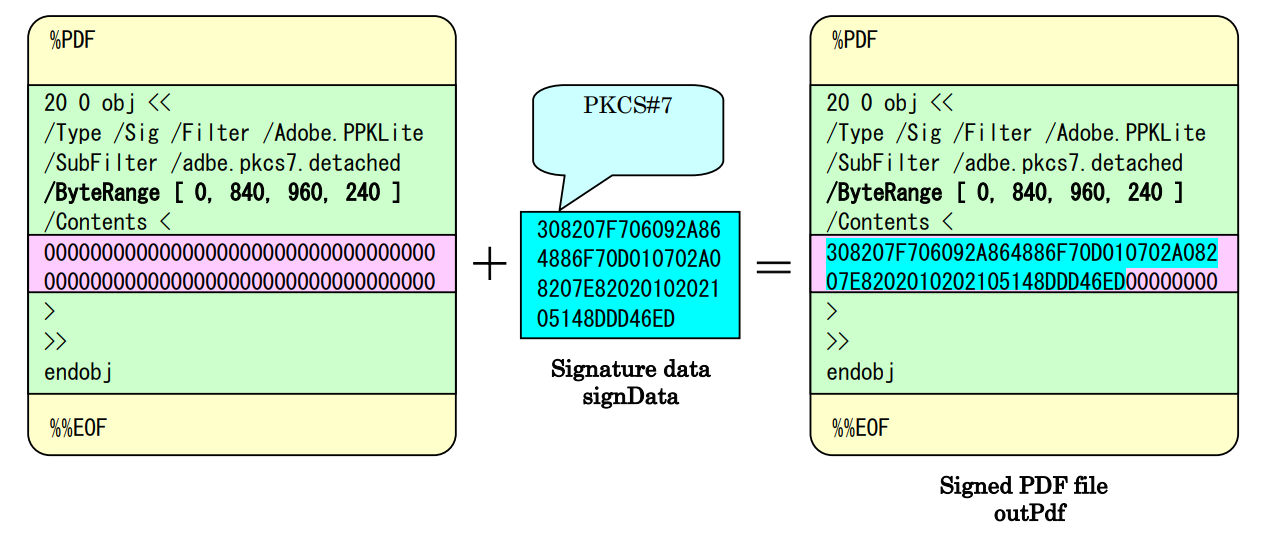 %PDF
20 0 obj <<
/Type /Sig /Filter /Adobe.PPKLite
/SubFilter /adbe.pkcs7.detached
/ByteRange [ 0, 840, 960, 240 ]
/Contents <
0000000000000000000000000000000000
0000000000000000000000000000000000
>
>>
endobj
%%EOF
+
PKCS#7
308207F706092A86
4886F70D010702A0
8207E82020102021
05148DDD46ED
Signature data
signData
=
%PDF
20 0 obj <<
/Type /Sig /Filter /Adobe.PPKLite
/SubFilter /adbe.pkcs7.detached
/ByteRange [ 0, 840, 960, 240 ]
/Contents <
308207F706092A864886F70D010702A082
07E8202010202105148DDD46ED00000000
>
>>
endobj
%%EOF
Signed PDF file
outPdf